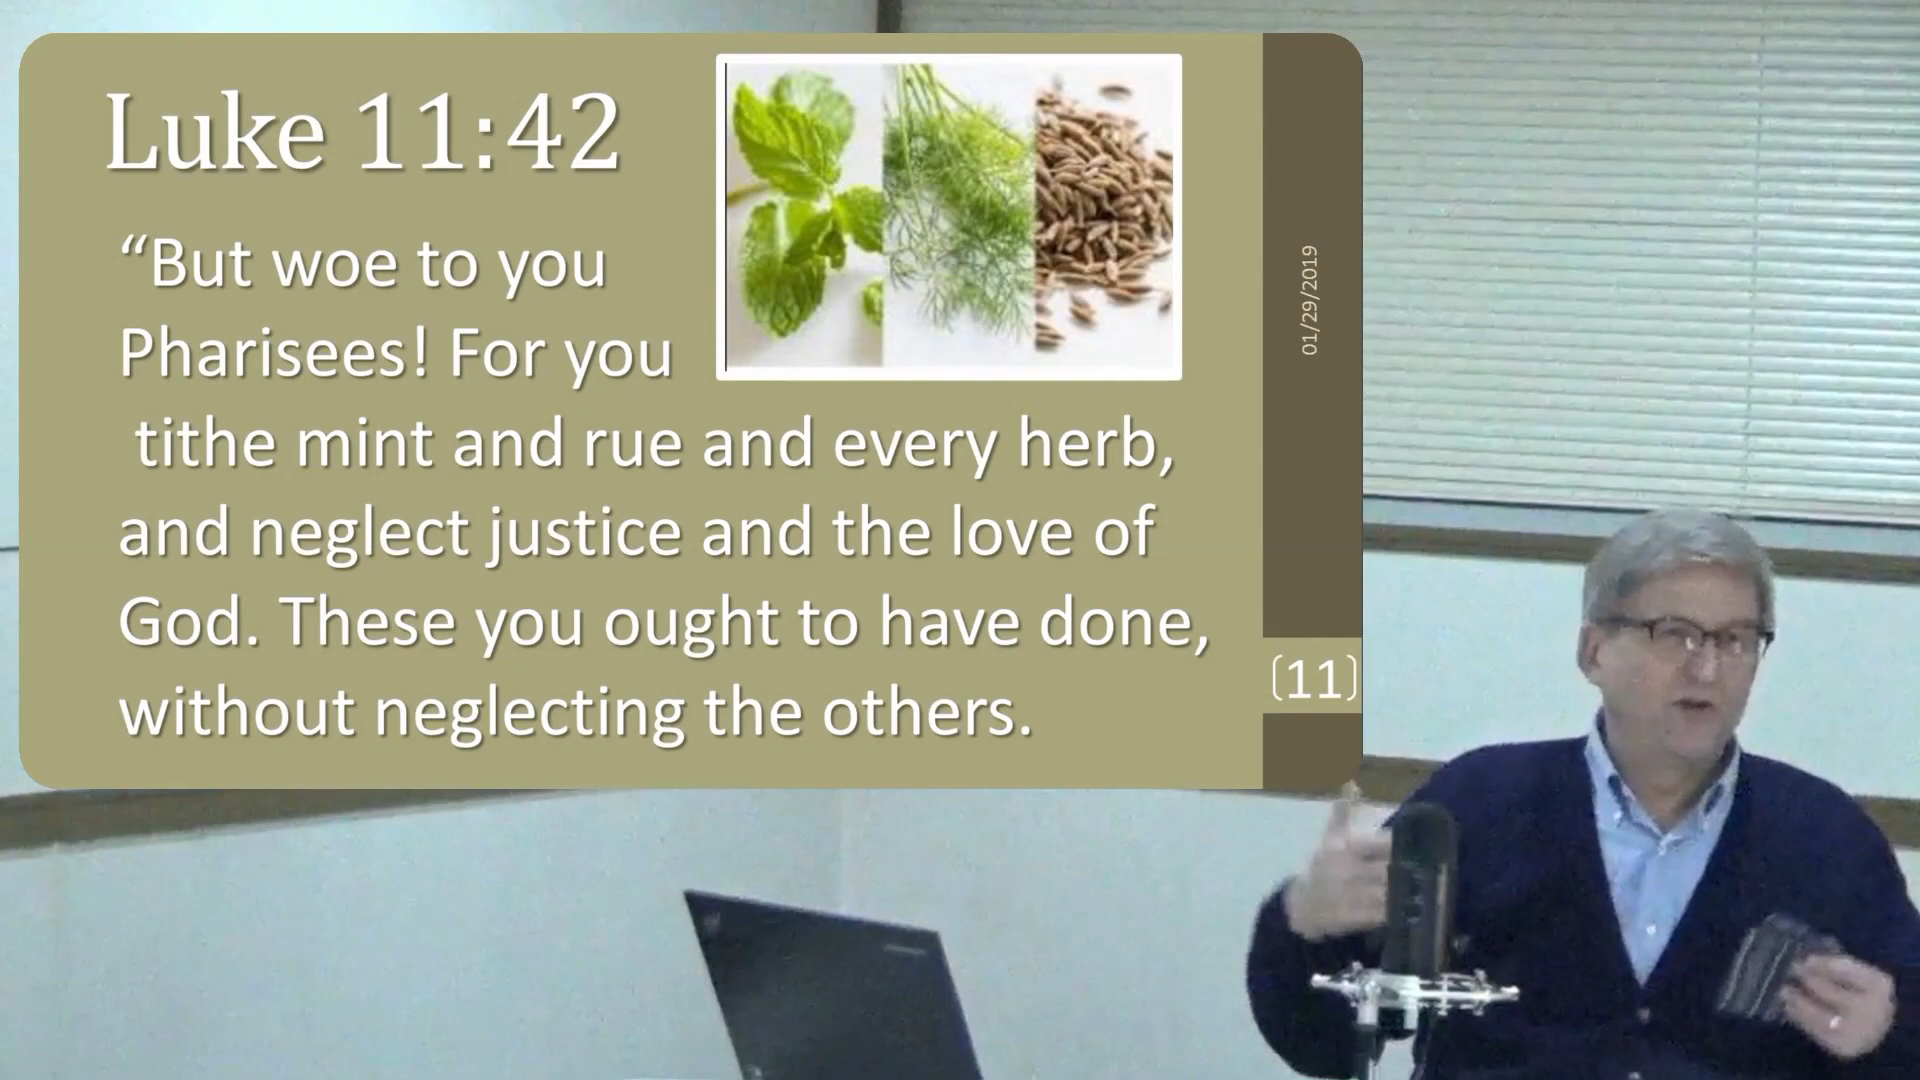 Luke 11:42
“But woe to you
Pharisees! For you
tithe mint and rue and every herb,
and neglect justice and the love of
God. These you ought to have done,
without neglecting the others.
01/29/2019
(11)